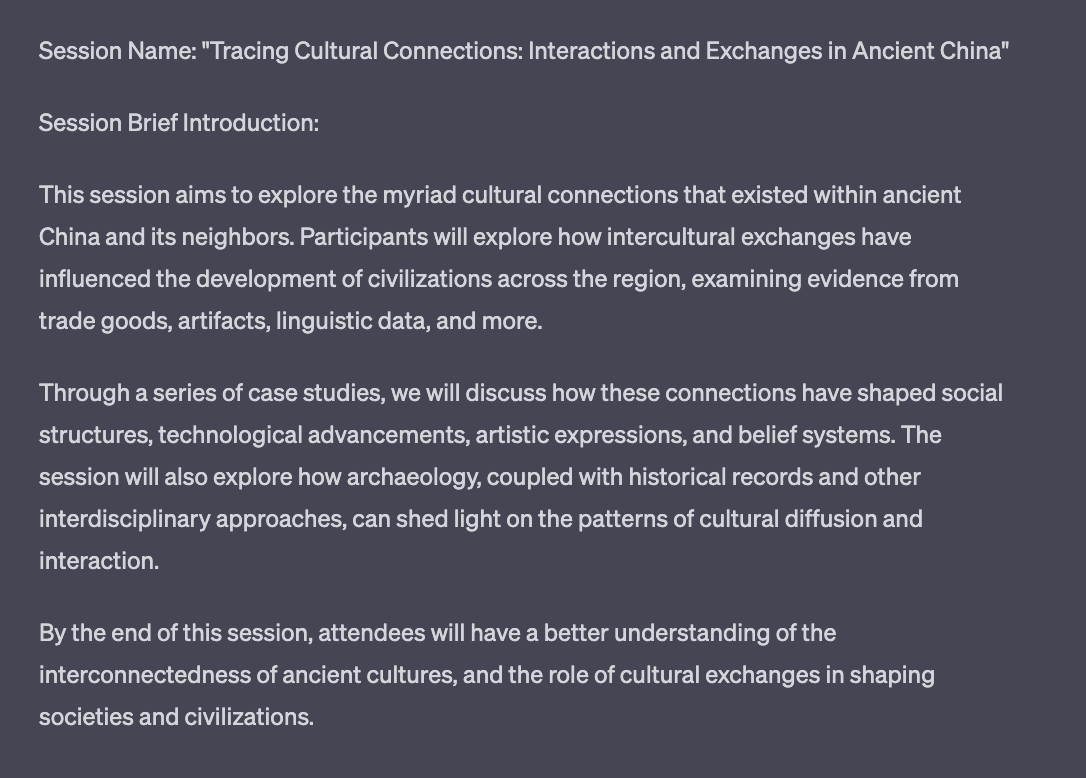 Session Name: "Tracing Cultural Connections: Interactions and Exchanges in Ancient China"
Session Brief Introduction:
This session aims to explore the myriad cultural connections that existed within ancient
China and its neighbors. Participants will explore how intercultural exchanges have
influenced the development of civilizations across the region, examining evidence from
trade goods, artifacts, linguistic data, and more.
Through a series of case studies, we will discuss how these connections have shaped social
structures, technological advancements, artistic expressions, and belief systems. The
session will also explore how archaeology, coupled with historical records and other
interdisciplinary approaches, can shed light on the patterns of cultural diffusion and
interaction.
By the end of this session, attendees will have a better understanding of the
interconnectedness of ancient cultures, and the role of cultural exchanges in shaping
societies and civilizations.